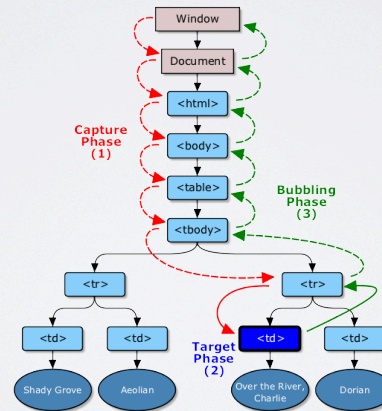 Window
Document
<html>
Capture
Phase
(1)
<body>
<table>
Bubbling
Phase
(3)
<tbody>
<tr>
<tr>
<td>
<td>
Target
Phase
(2)
<td>
<td>
Shady Grove
Aeolian
Over the River,
Charlie
Dorian